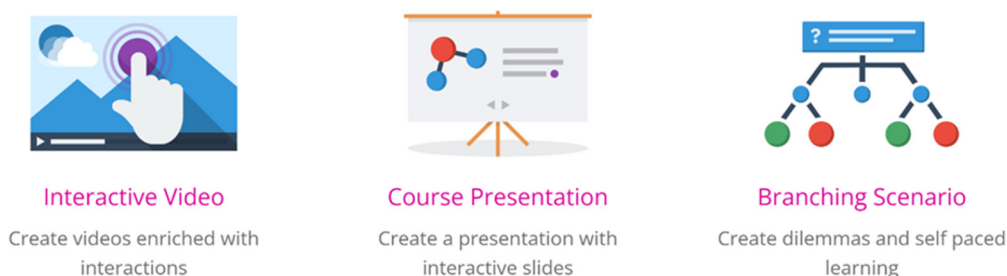 Interactive Video
Create videos enriched with
interactions
Course Presentation
Create a presentation with
interactive slides
?
Branching Scenario
Create dilemmas and self paced
learning